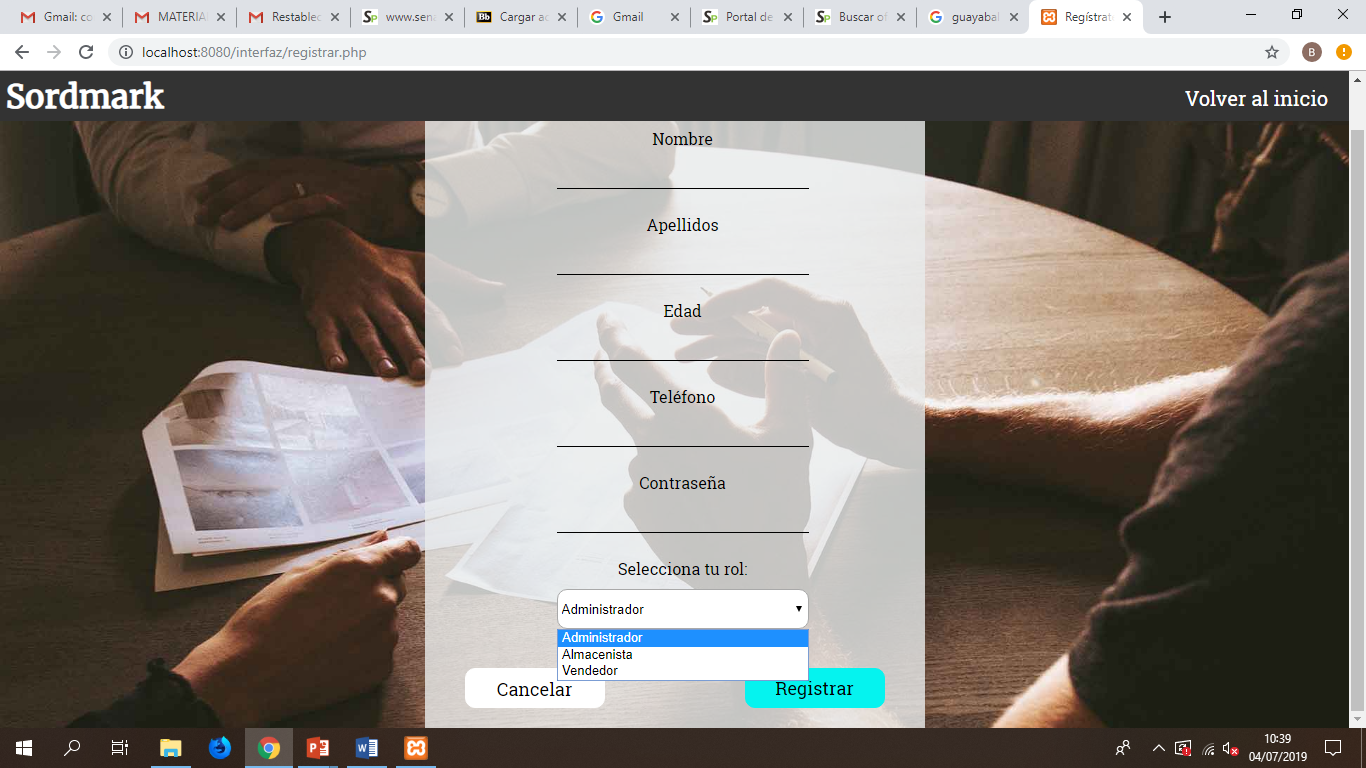 Gmail: co
MATERIA
Restablec
www.sena
Cargar ac
Gmail
Portal de
Buscar of
guayabal
Regístrat
localhost:8080/interfaz/registrar.php
B
Sordmark
Volver al inicio
Nombre
Apellidos
Edad
Teléfono
Contraseña
Selecciona tu rol:
Administrador
Administrador
Almacenista
Vendedor
Cancelar
Registrar
10:39
04/07/2019